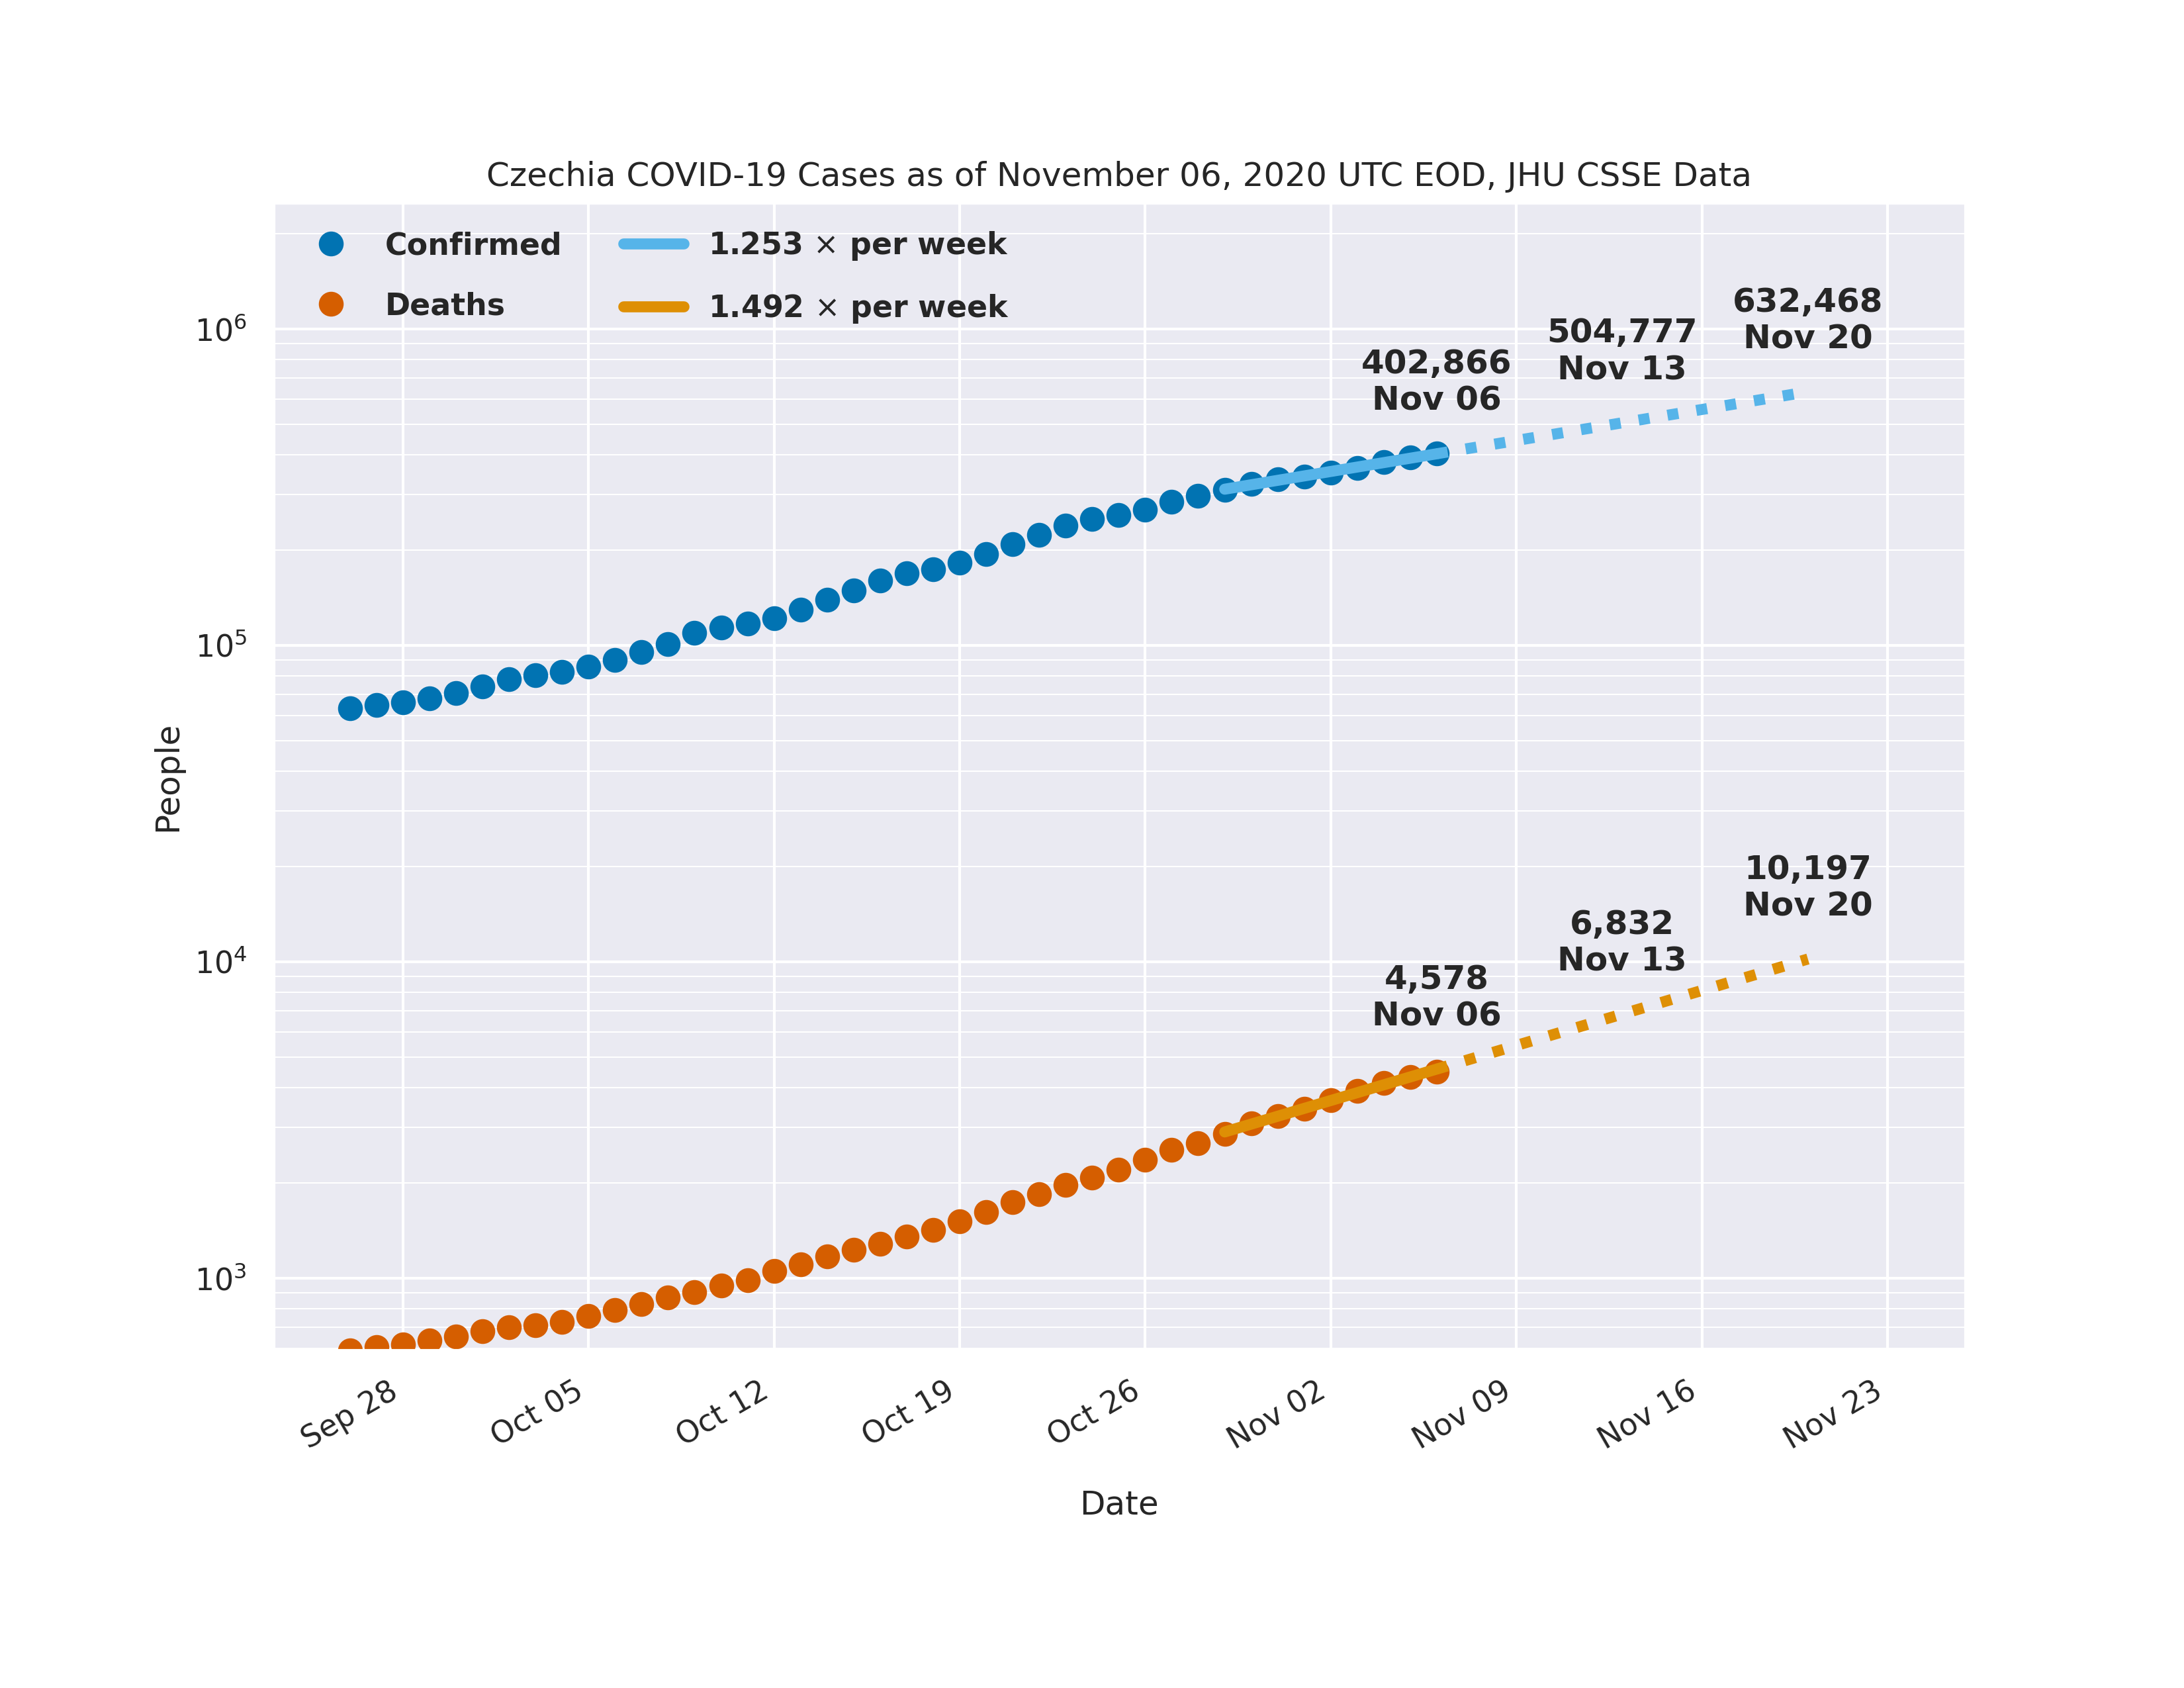 Czechia COVID-19 Cases as of November 06, 2020 UTC EOD, JHU CSSE Data
Confirmed
Deaths
1.253 × per week
1.492 × per week
632,468
Nov 20
504,777
Nov 13
402,866
Nov 06
10,197
Nov 20
6,832
Nov 13
4,578
Nov 06
People
10⁶
10⁵
10⁴
10³
Sep 28
Oct 05
Oct 12
Oct 19
Oct 26
Nov 02
Nov 09
Nov 16
Nov 23
Date